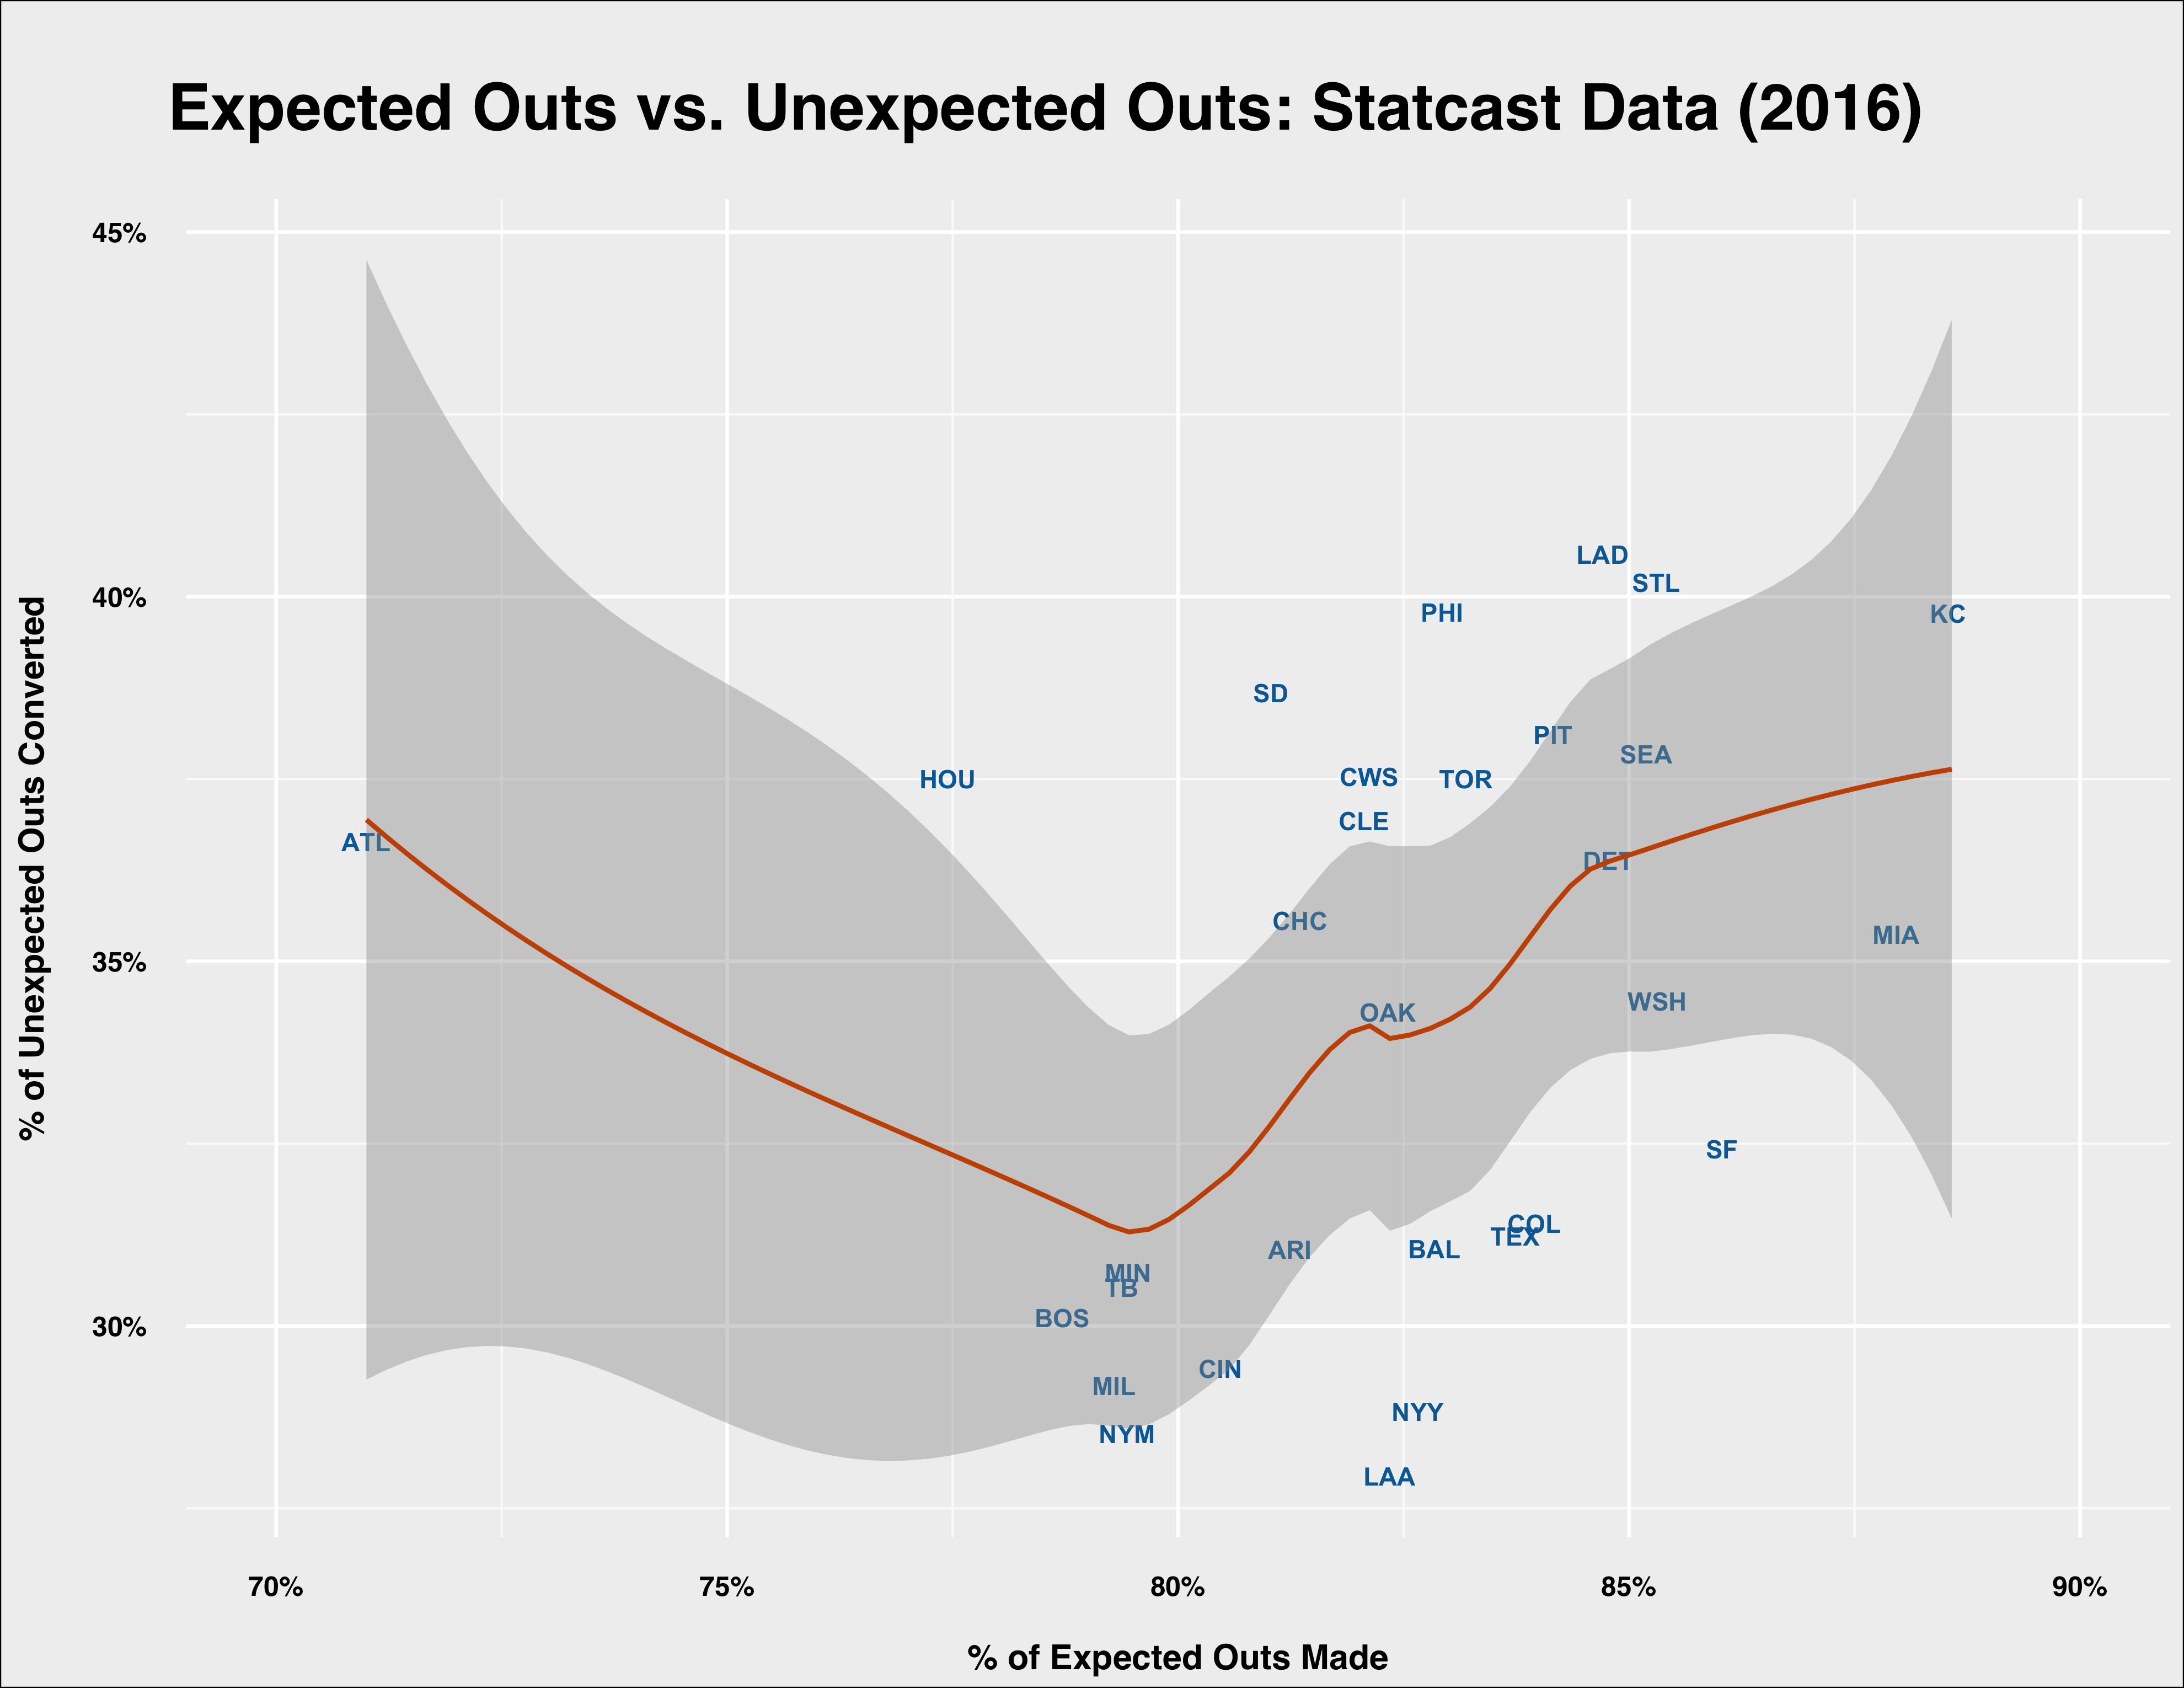 Expected Outs vs. Unexpected Outs: Statcast Data (2016)
45%
40%
35%
30%
% of Unexpected Outs Converted
LAD
STL
PHI
KC
SD
PIT
SEA
HOU
CWS
TOR
CLE
ATL
DET
CHC
MIA
WSH
OAK
SF
COL
TEX
ARI
BAL
MIN
TB
BOS
CIN
MIL
NYY
NYM
LAA
70%
75%
80%
85%
90%
% of Expected Outs Made